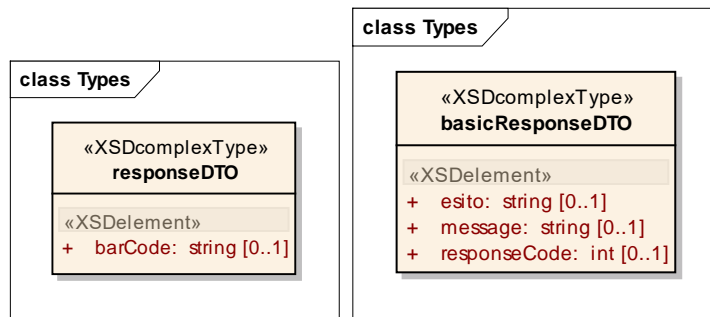 class Types
«XSDcomplexType»
responseDTO
«XSDelement»
+ barCode: string [0..1]
class Types
«XSDcomplexType»
basicResponseDTO
«XSDelement»
+ esito: string [0..1]
+ message: string [0..1]
+ responseCode: int [0..1]